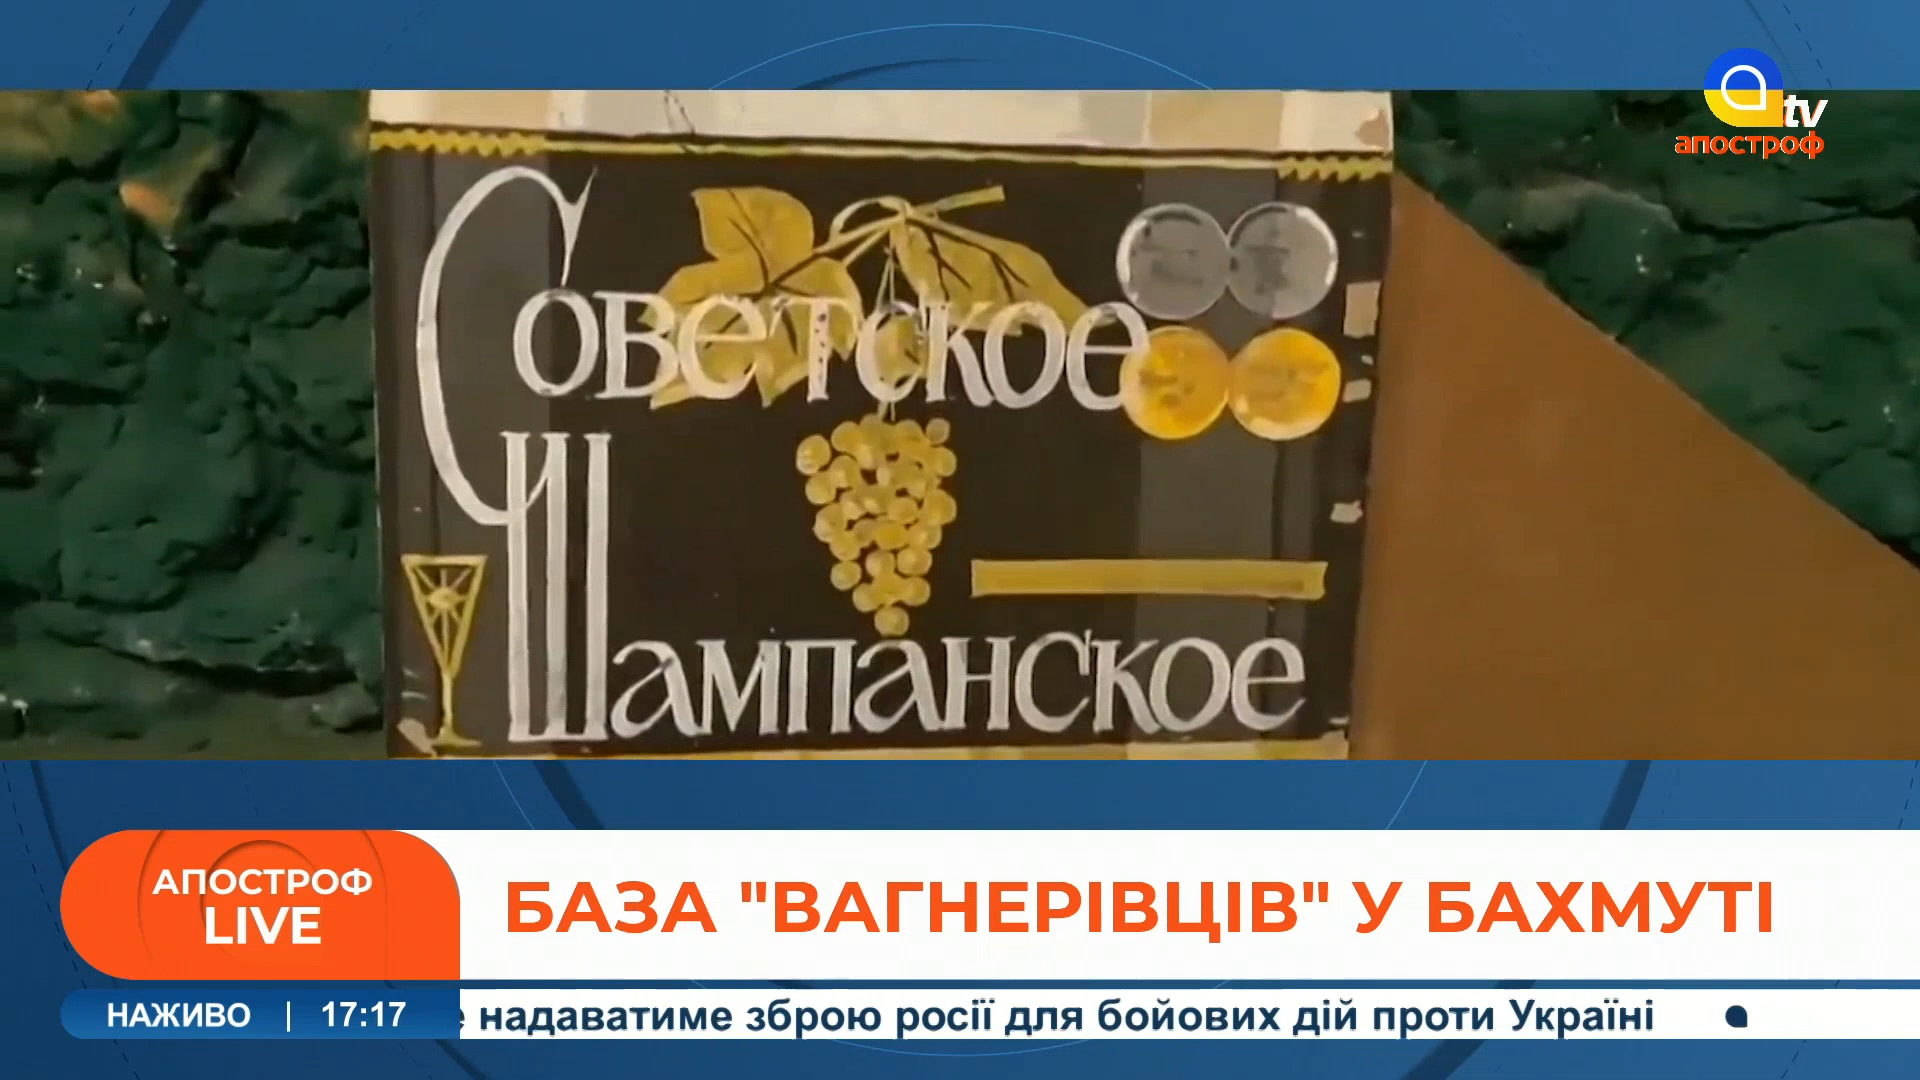 tv
апостроф
Советское
Шампанское
АПОСТРОФ
LIVE
БАЗА "ВАГНЕРІВЦІВ" У БАХМУТІ
НАЖИВО | 17:17
надаватиме зброю росії для бойових дій проти Україні